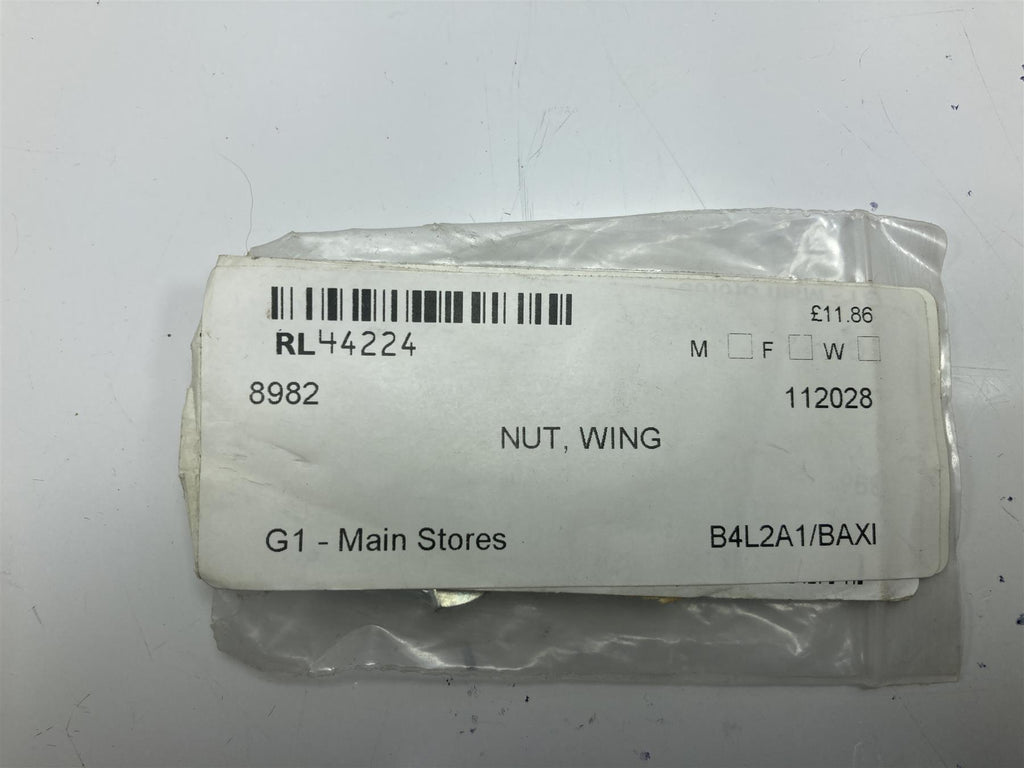 £11.86
RL44224
M F W
8982 112028
NUT, WING
G1 - Main Stores B4L2A1/BAXI